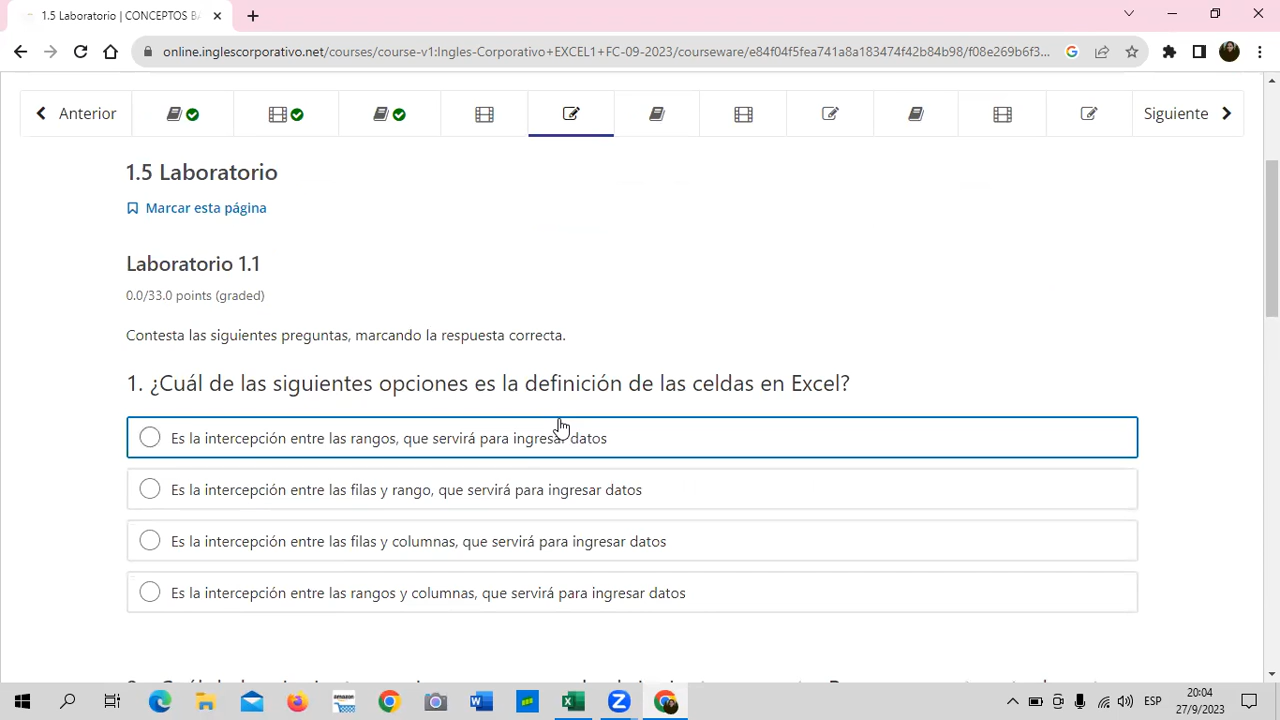 1.5 Laboratorio | CONCEPTOS BA
online.inglescorporativo.net/courses/course-v1:Ingles-Corporativo+EXCEL1+FC-09-2023/courseware/e84f04f5fea741a8a183474f42b84b98/f08e269b6f3...
Anterior
Siguiente
1.5 Laboratorio
Marcar esta página
Laboratorio 1.1
0.0/33.0 points (graded)
Contesta las siguientes preguntas, marcando la respuesta correcta.
1. ¿Cuál de las siguientes opciones es la definición de las celdas en Excel?
Es la intercepción entre las rangos, que servirá para ingresar datos
Es la intercepción entre las filas y rango, que servirá para ingresar datos
Es la intercepción entre las filas y columnas, que servirá para ingresar datos
Es la intercepción entre las rangos y columnas, que servirá para ingresar datos
ESP
20:04
27/9/2023